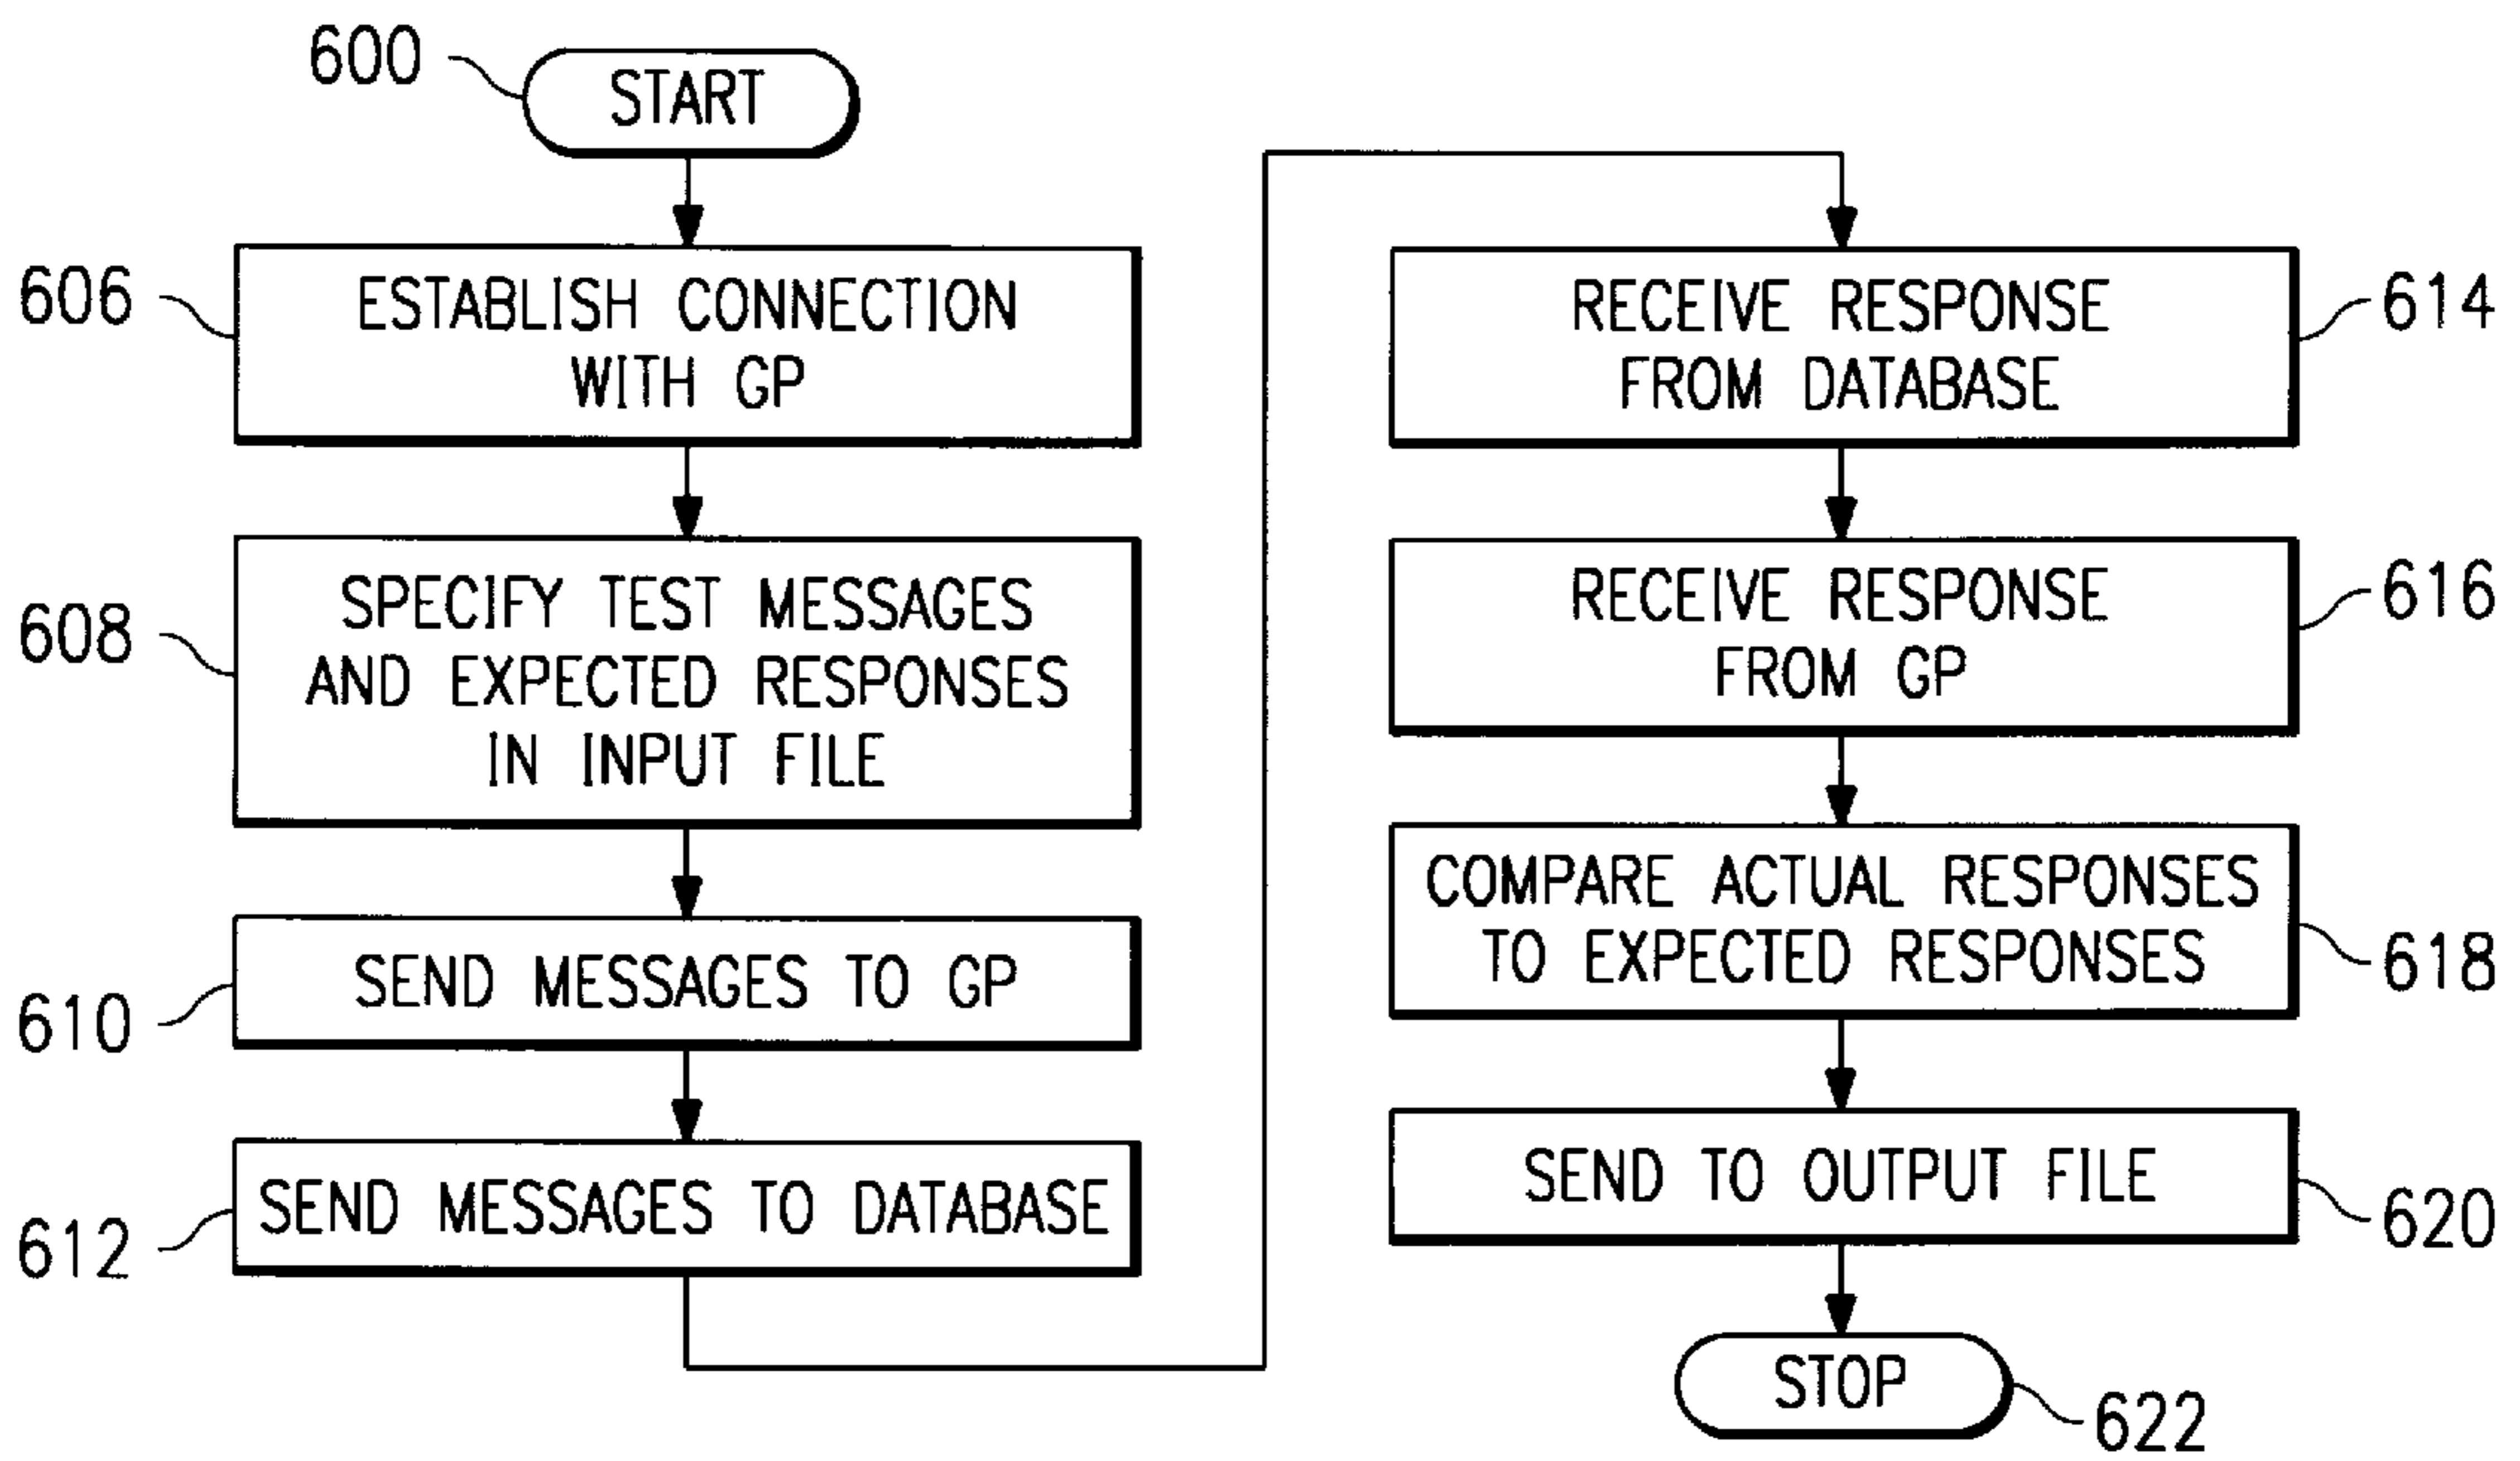 600
START
606
ESTABLISH CONNECTION
WITH GP
608
SPECIFY TEST MESSAGES
AND EXPECTED RESPONSES
IN INPUT FILE
610
SEND MESSAGES TO GP
612
SEND MESSAGES TO DATABASE
RECEIVE RESPONSE
FROM DATABASE
614
RECEIVE RESPONSE
FROM GP
616
COMPARE ACTUAL RESPONSES
TO EXPECTED RESPONSES
618
SEND TO OUTPUT FILE
620
STOP
622